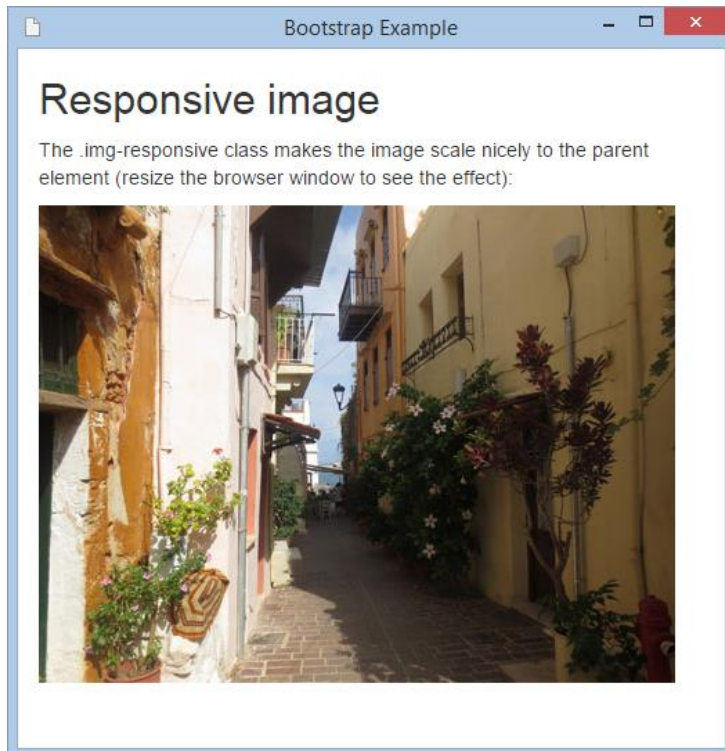 Bootstrap Example
Responsive image
The .img-responsive class makes the image scale nicely to the parent
element (resize the browser window to see the effect):